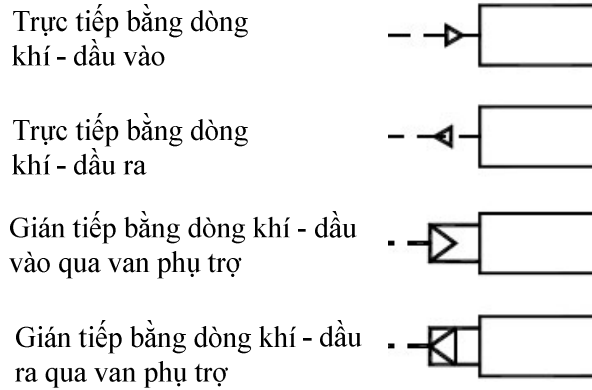 Trực tiếp bằng dòng
khí - dầu vào
Trực tiếp bằng dòng
khí - dầu ra
Gián tiếp bằng dòng khí - dầu
vào qua van phụ trợ
Gián tiếp bằng dòng khí - dầu
ra qua van phụ trợ